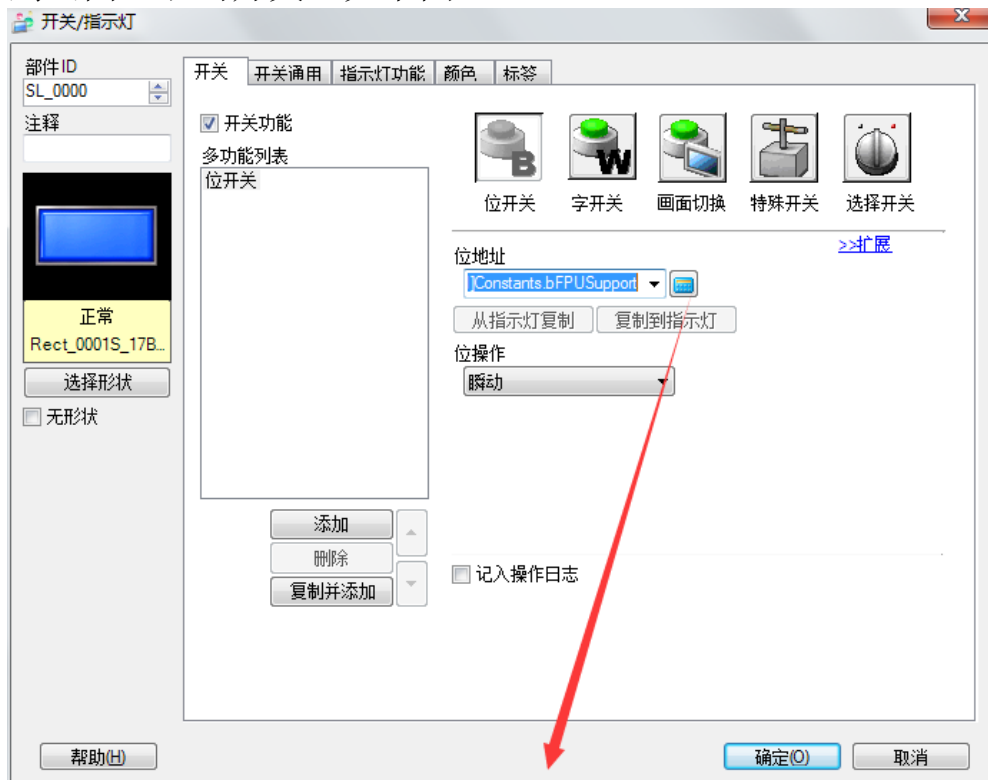 开关/指示灯
部件ID
SL_0000
注释
正常
Rect_0001S_17B...
选择形状
无形状
开关
开关通用
指示灯功能
颜色
标签
开关功能
多功能列表
位开关
B
W
位开关
字开关
画面切换
特殊开关
选择开关
>>扩展
位地址
]Constants.bFPUSupport
从指示灯复制
复制到指示灯
位操作
瞬动
添加
删除
复制并添加
记入操作日志
帮助(H)
确定(O)
取消